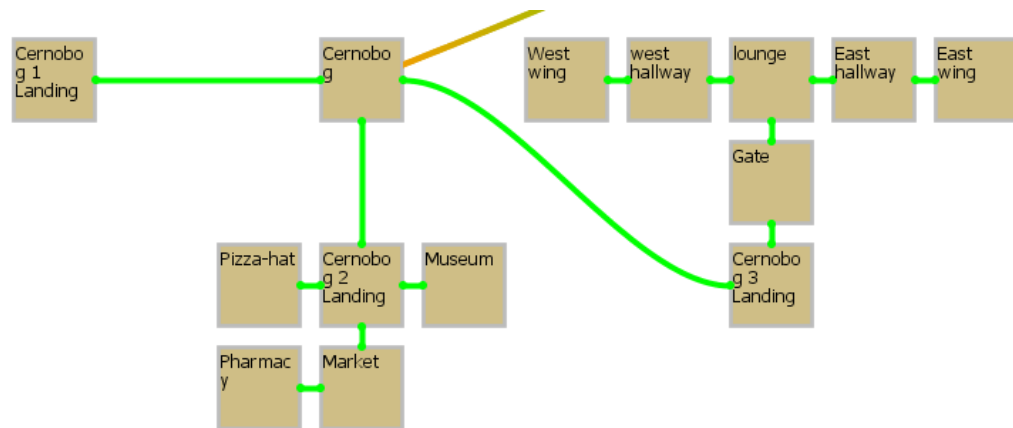 Cernobo
g 1
Landing
Cernobo
g
West
wing
west
hallway
lounge
East
hallway
East
wing
Gate
Pizza-hat
Cernobo
g 2
Landing
Museum
Cernobo
g 3
Landing
Pharmac
y
Market